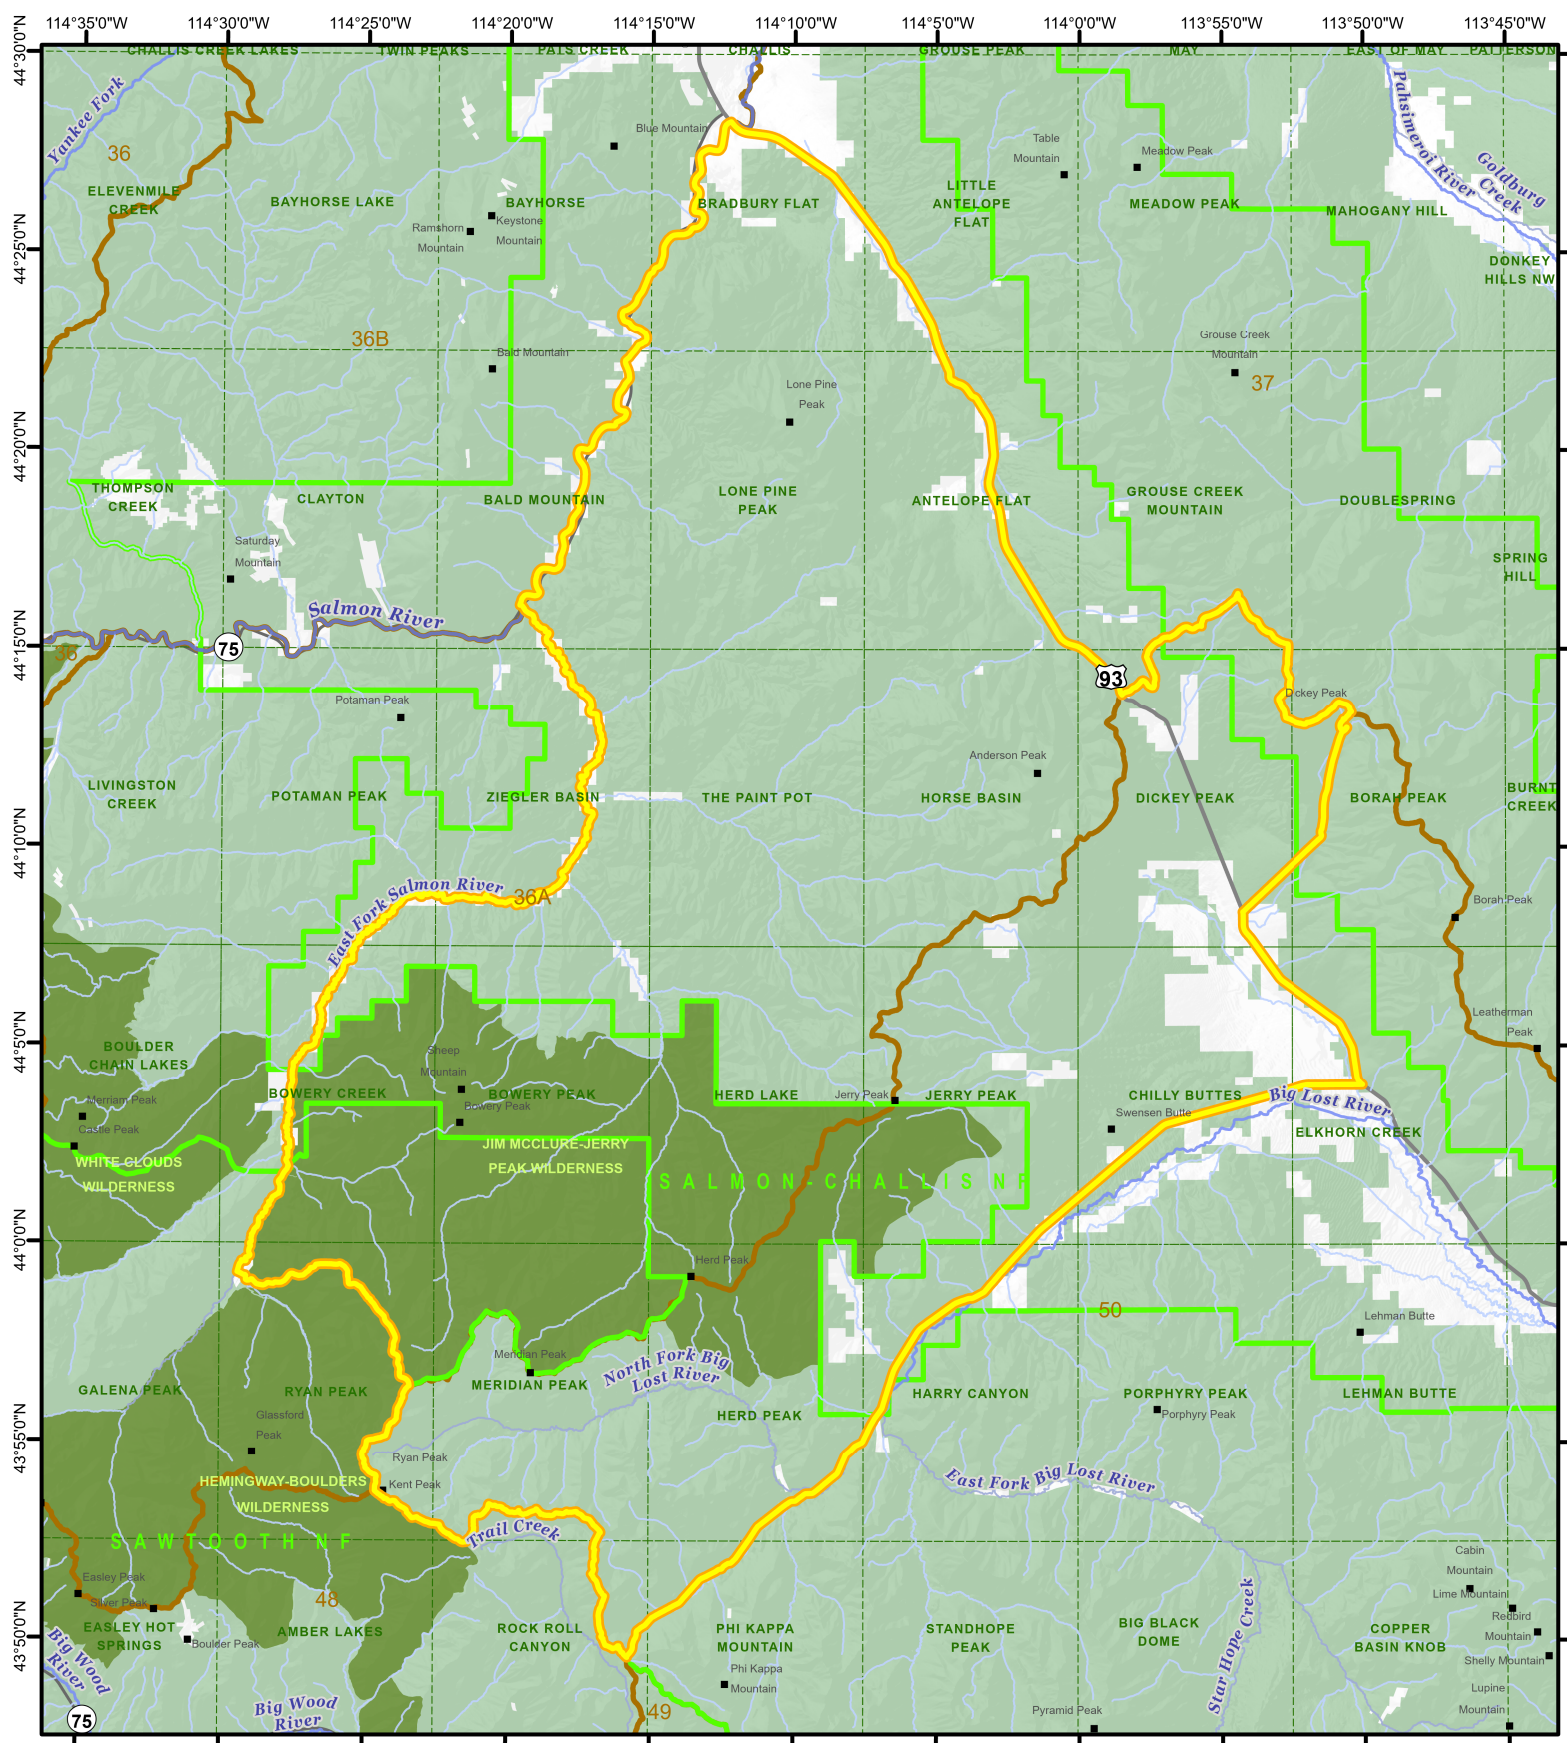 114°35'0"W 114°30'0"W 114°25'0"W 114°20'0"W 114°15'0"W 114°10'0"W 114°5'0"W 114°0'0"W 113°55'0"W 113°50'0"W 113°45'0"W
44°30'0"N
44°25'0"N
44°20'0"N
44°15'0"N
44°10'0"N
44°5'0"N
44°0'0"N
43°55'0"N
43°50'0"N
CHALLIS CREEK LAKES
TWIN PEAKS
PATS CREEK
CHALLIS
GROUSE PEAK
MAY
EAST OF MAY
PATTERSON
Yankee Fork
36
Blue Mountain
Table
Mountain
Meadow Peak
Pahsimeroi River
Goldburg
Creek
ELEVENMILE
CREEK
BAYHORSE LAKE
BAYHORSE
BRADBURY FLAT
LITTLE
ANTELOPE
FLAT
MEADOW PEAK
MAHOGANY HILL
Ramshorn
Mountain
Keystone
Mountain
DONKEY
HILLS NW
36B
Bald Mountain
Lone Pine
Peak
Grouse Creek
Mountain
37
THOMPSON
CREEK
CLAYTON
BALD MOUNTAIN
LONE PINE
PEAK
ANTELOPE FLAT
GROUSE CREEK
MOUNTAIN
DOUBLESPRING
Saturday
Mountain
SPRING
HILL
Salmon River
75
36
93
Potaman Peak
Dickey Peak
Anderson Peak
LIVINGSTON
CREEK
POTAMAN PEAK
ZIEGLER BASIN
THE PAINT POT
HORSE BASIN
DICKEY PEAK
BORAH PEAK
BURNT
CREEK
East Fork Salmon River
36A
Borah Peak
Leatherman
Peak
BOULDER
CHAIN LAKES
Sheep
Mountain
BOWERY CREEK
BOWERY PEAK
Bowery Peak
HERD LAKE
Jerry Peak
JERRY PEAK
CHILLY BUTTES
Swensen Butte
Big Lost River
ELKHORN CREEK
Merriam Peak
Castle Peak
WHITE CLOUDS
WILDERNESS
JIM MCCLURE-JERRY
PEAK WILDERNESS
SALMON-CHALLIS NF
Herd Peak
50
Lehman Butte
Meridian Peak
North Fork Big
Lost River
GALENA PEAK
RYAN PEAK
MERIDIAN PEAK
HERD PEAK
HARRY CANYON
PORPHYRY PEAK
Porphyry Peak
LEHMAN BUTTE
Glassford
Peak
Ryan Peak
Kent Peak
HEMINGWAY-BOULDERS
WILDERNESS
East Fork Big Lost River
SAWTOOTH NF
Trail Creek
Easley Peak
Silver Peak
48
Cabin
Mountain
Lime Mountain
Redbird
Mountain
EASLEY HOT
SPRINGS
Boulder Peak
AMBER LAKES
ROCK ROLL
CANYON
PHI KAPPA
MOUNTAIN
STANDHOPE
PEAK
BIG BLACK
DOME
Star Hope Creek
COPPER
BASIN KNOB
Shelly Mountain
Big Wood
River
Phi Kappa
Mountain
Lupine
Mountain
75
Big Wood
River
49
Pyramid Peak